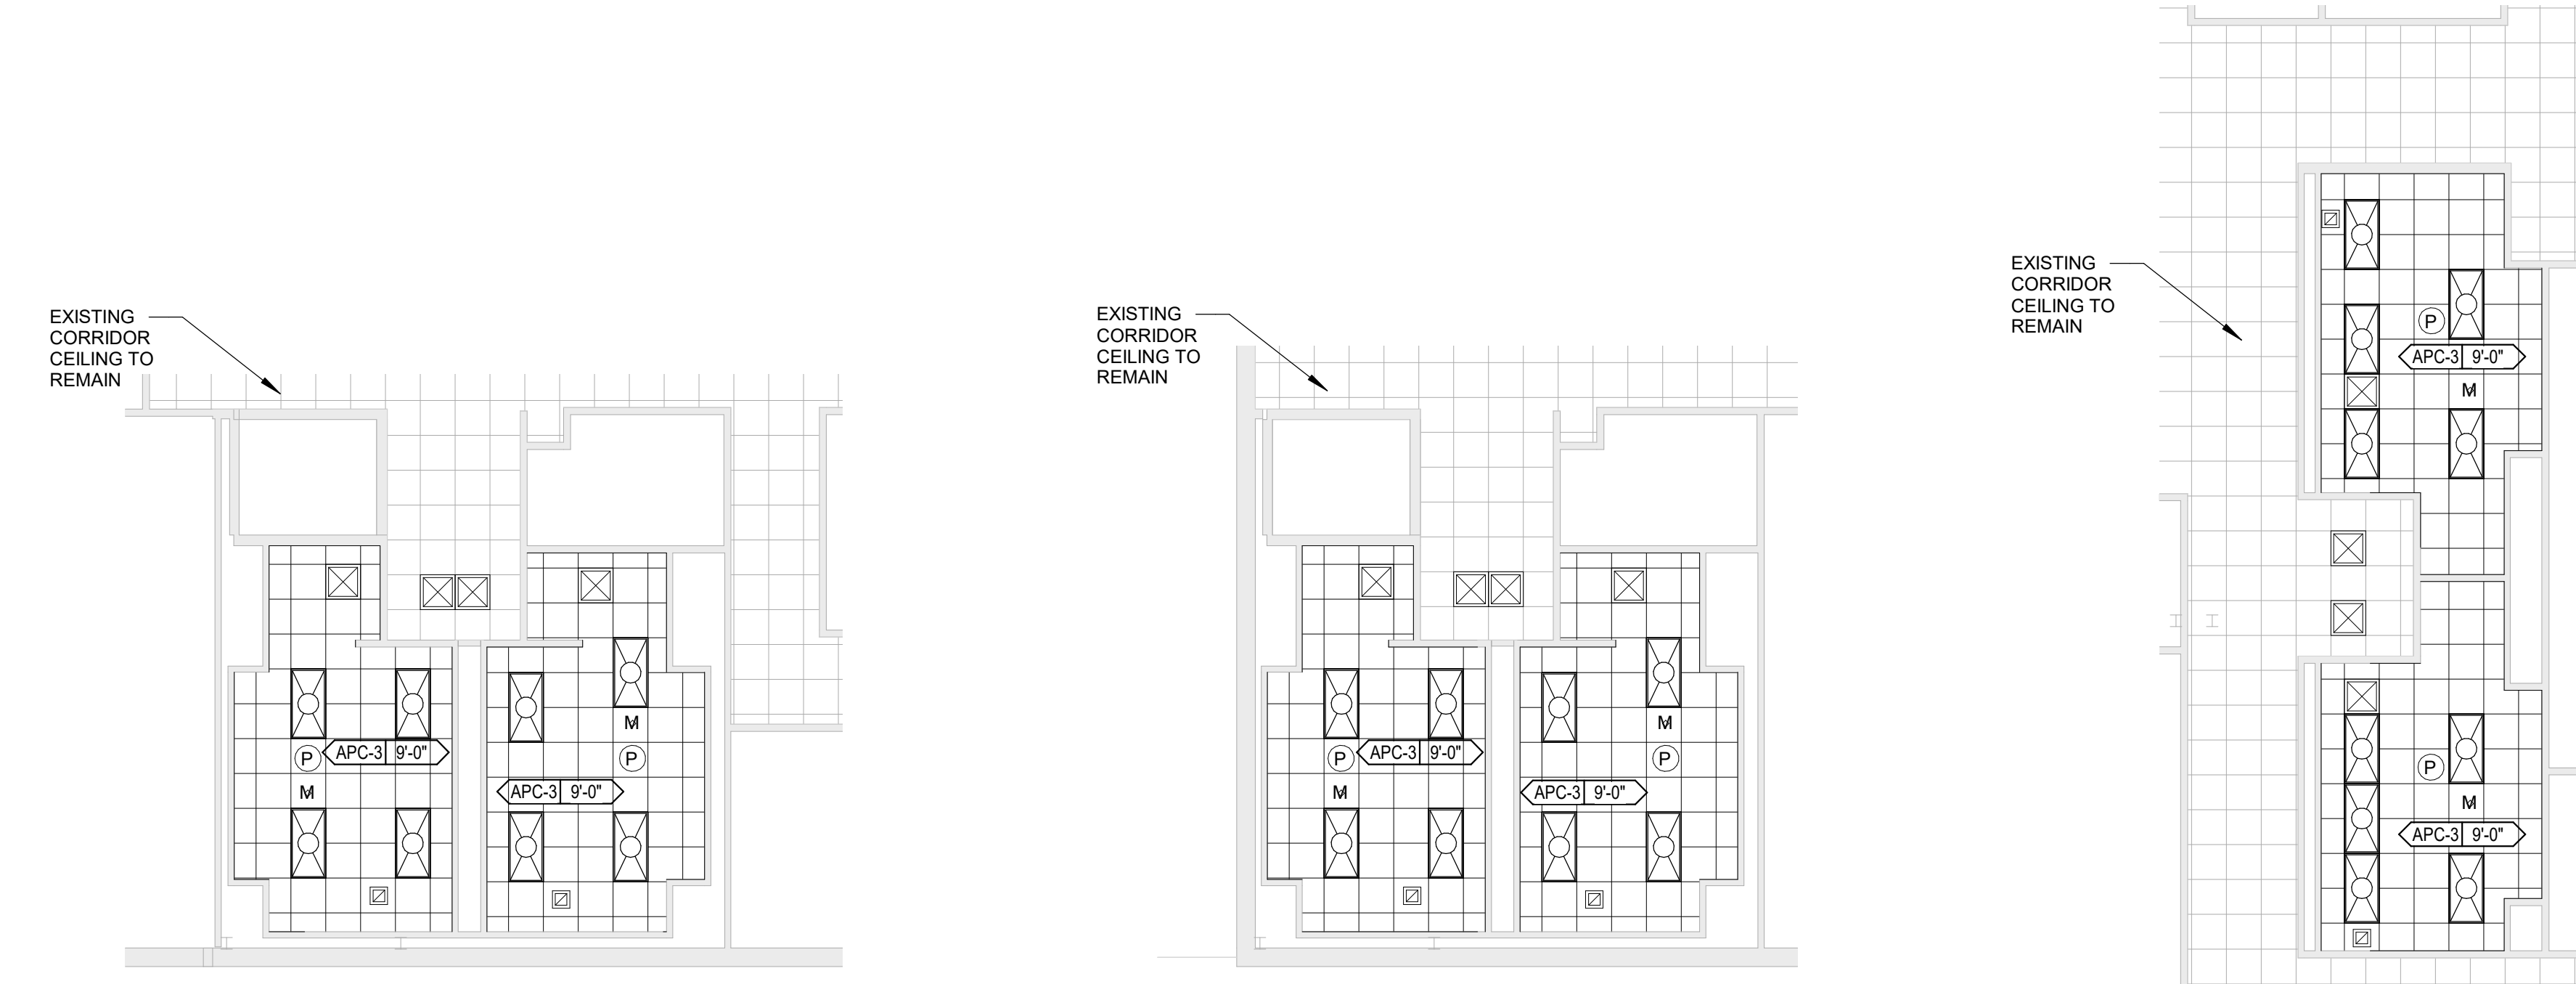 EXISTING
CORRIDOR
CEILING TO
REMAIN
APC-3 9'-0"
P
M
M
P
APC-3 9'-0"
EXISTING
CORRIDOR
CEILING TO
REMAIN
APC-3 9'-0"
P
M
M
P
APC-3 9'-0"
EXISTING
CORRIDOR
CEILING TO
REMAIN
P
APC-3 9'-0"
M
P
M
APC-3 9'-0"